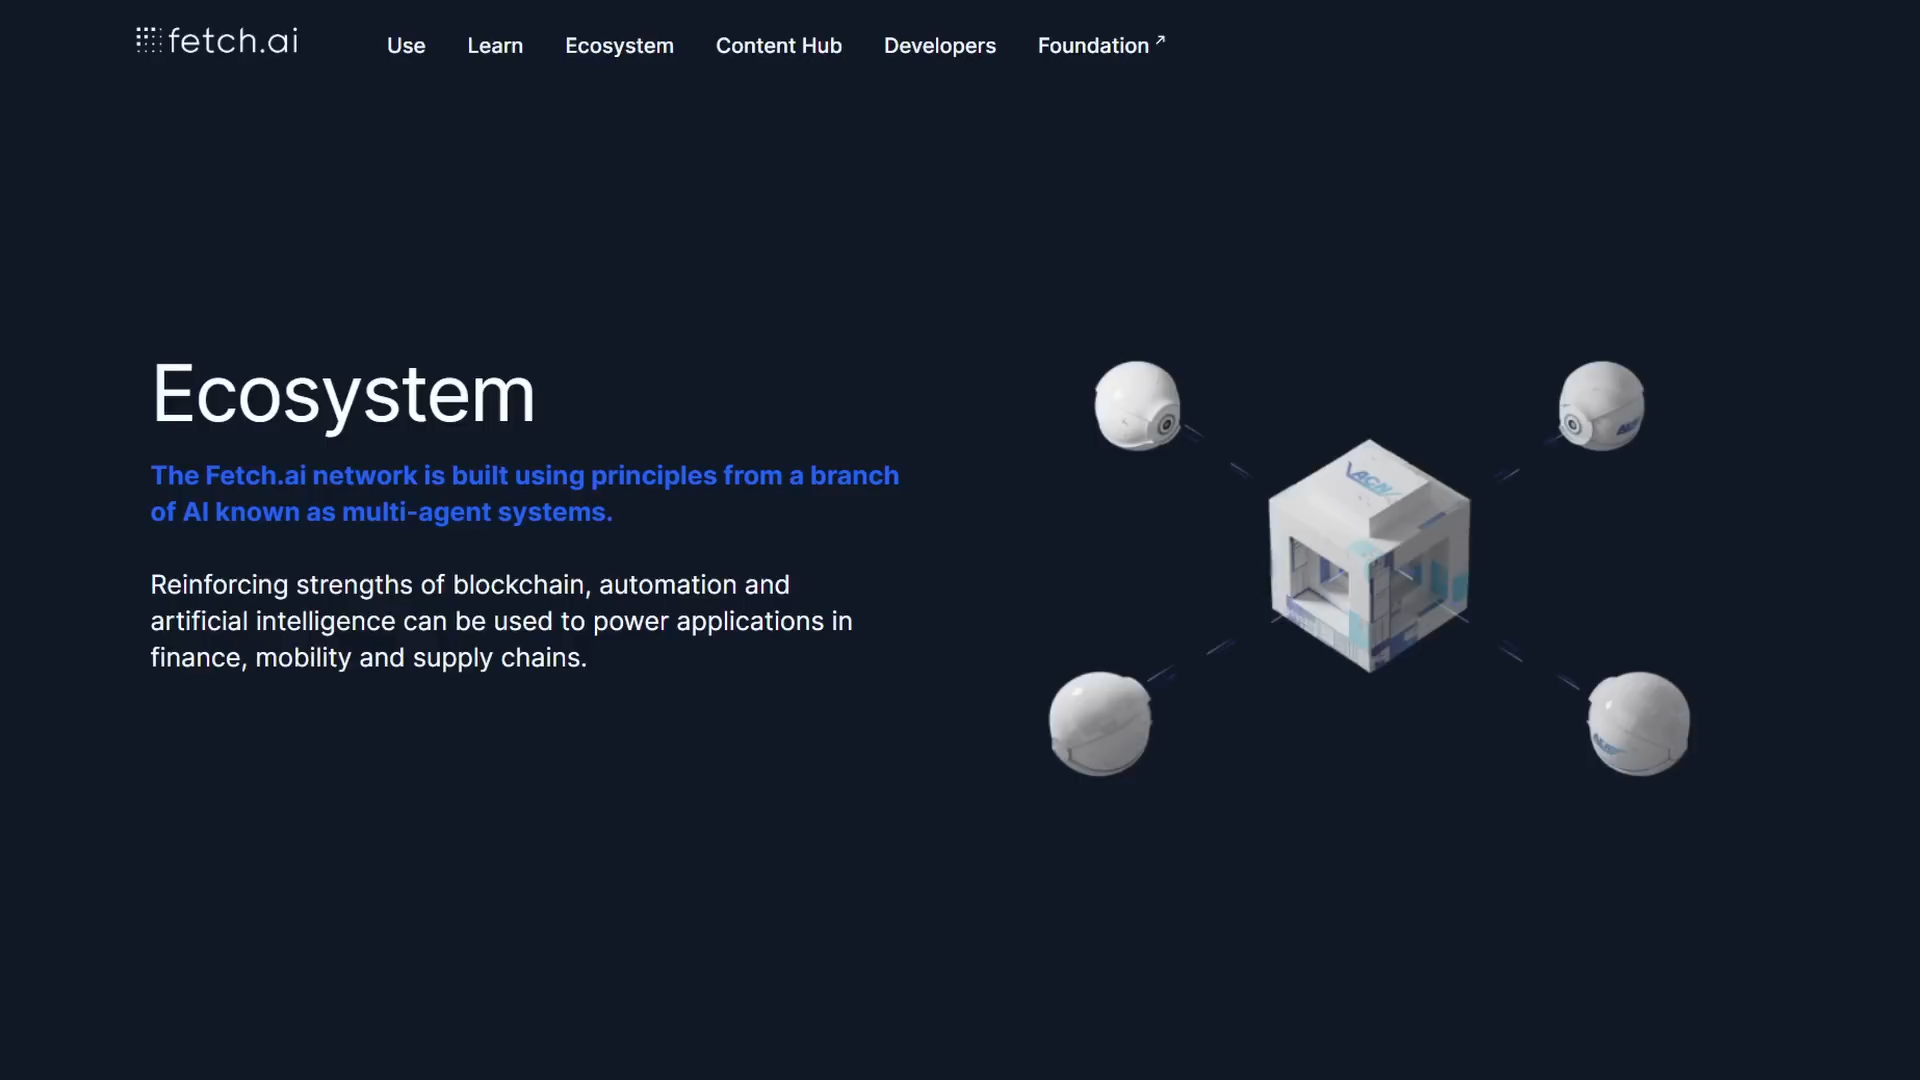 fetch.ai
Use Learn Ecosystem Content Hub Developers Foundation ↗
Ecosystem
The Fetch.ai network is built using principles from a branch
of AI known as multi-agent systems.
Reinforcing strengths of blockchain, automation and
artificial intelligence can be used to power applications in
finance, mobility and supply chains.